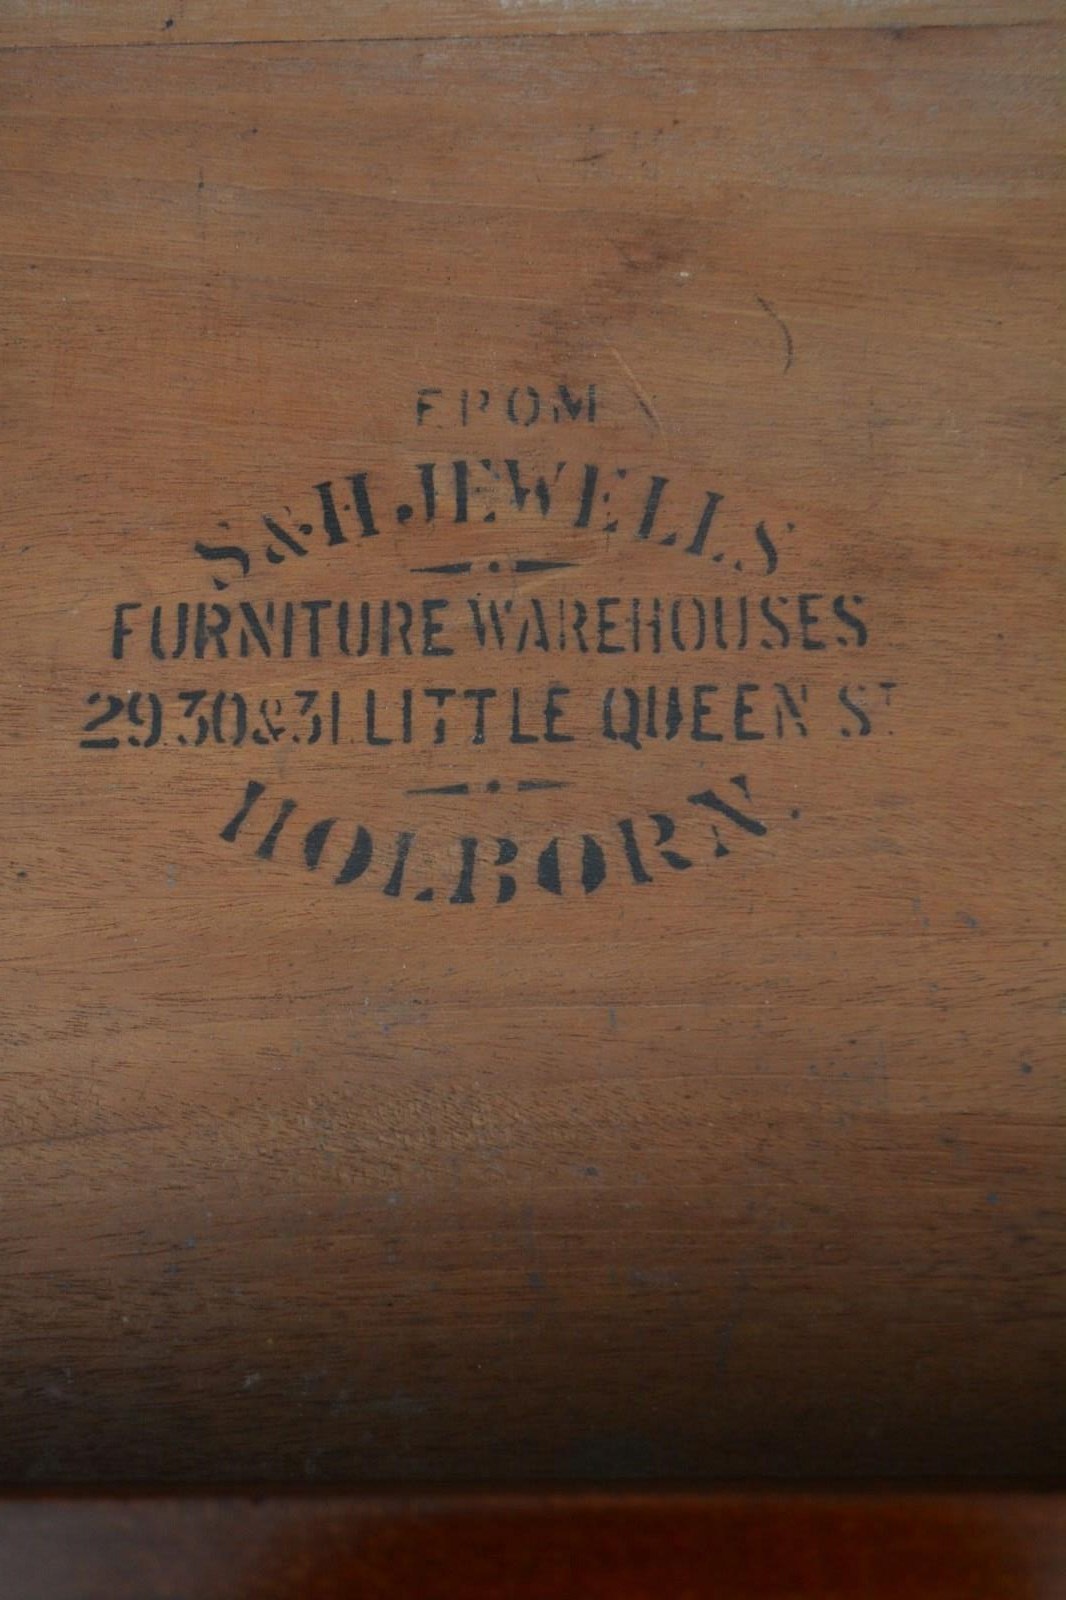 FROM
S&H JEWELLS
FURNITURE WAREHOUSES
29.30&31.LITTLE QUEEN ST.
HOLBORN.